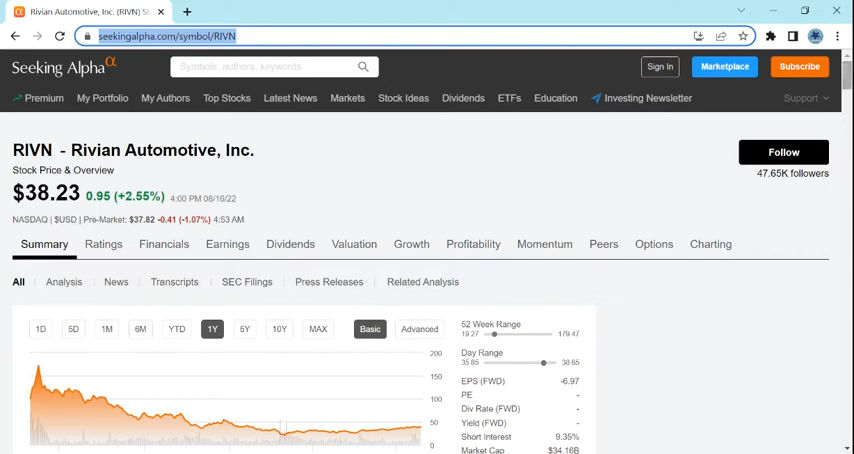 Rivian Automotive, Inc. (RIVN) St
seekingalpha.com/symbol/RIVN
Seeking Alpha α
Symbols, authors, keywords
Sign In
Marketplace
Subscribe
Premium My Portfolio My Authors Top Stocks Latest News Markets Stock Ideas Dividends ETFs Education Investing Newsletter Support
RIVN - Rivian Automotive, Inc.
Follow
Stock Price & Overview
47.65K followers
$38.23 0.95 (+2.55%) 4:00 PM 08/16/22
NASDAQ | $USD | Pre-Market: $37.82 -0.41 (-1.07%) 4:53 AM
Summary Ratings Financials Earnings Dividends Valuation Growth Profitability Momentum Peers Options Charting
All Analysis News Transcripts SEC Filings Press Releases Related Analysis
1D 5D 1M 6M YTD 1Y 5Y 10Y MAX Basic Advanced
200
150
100
50
0
52 Week Range
19.27 179.47
Day Range
35.85 38.65
EPS (FWD) -6.97
PE -
Div Rate (FWD) -
Yield (FWD) -
Short Interest 9.35%
Market Cap $34.16B